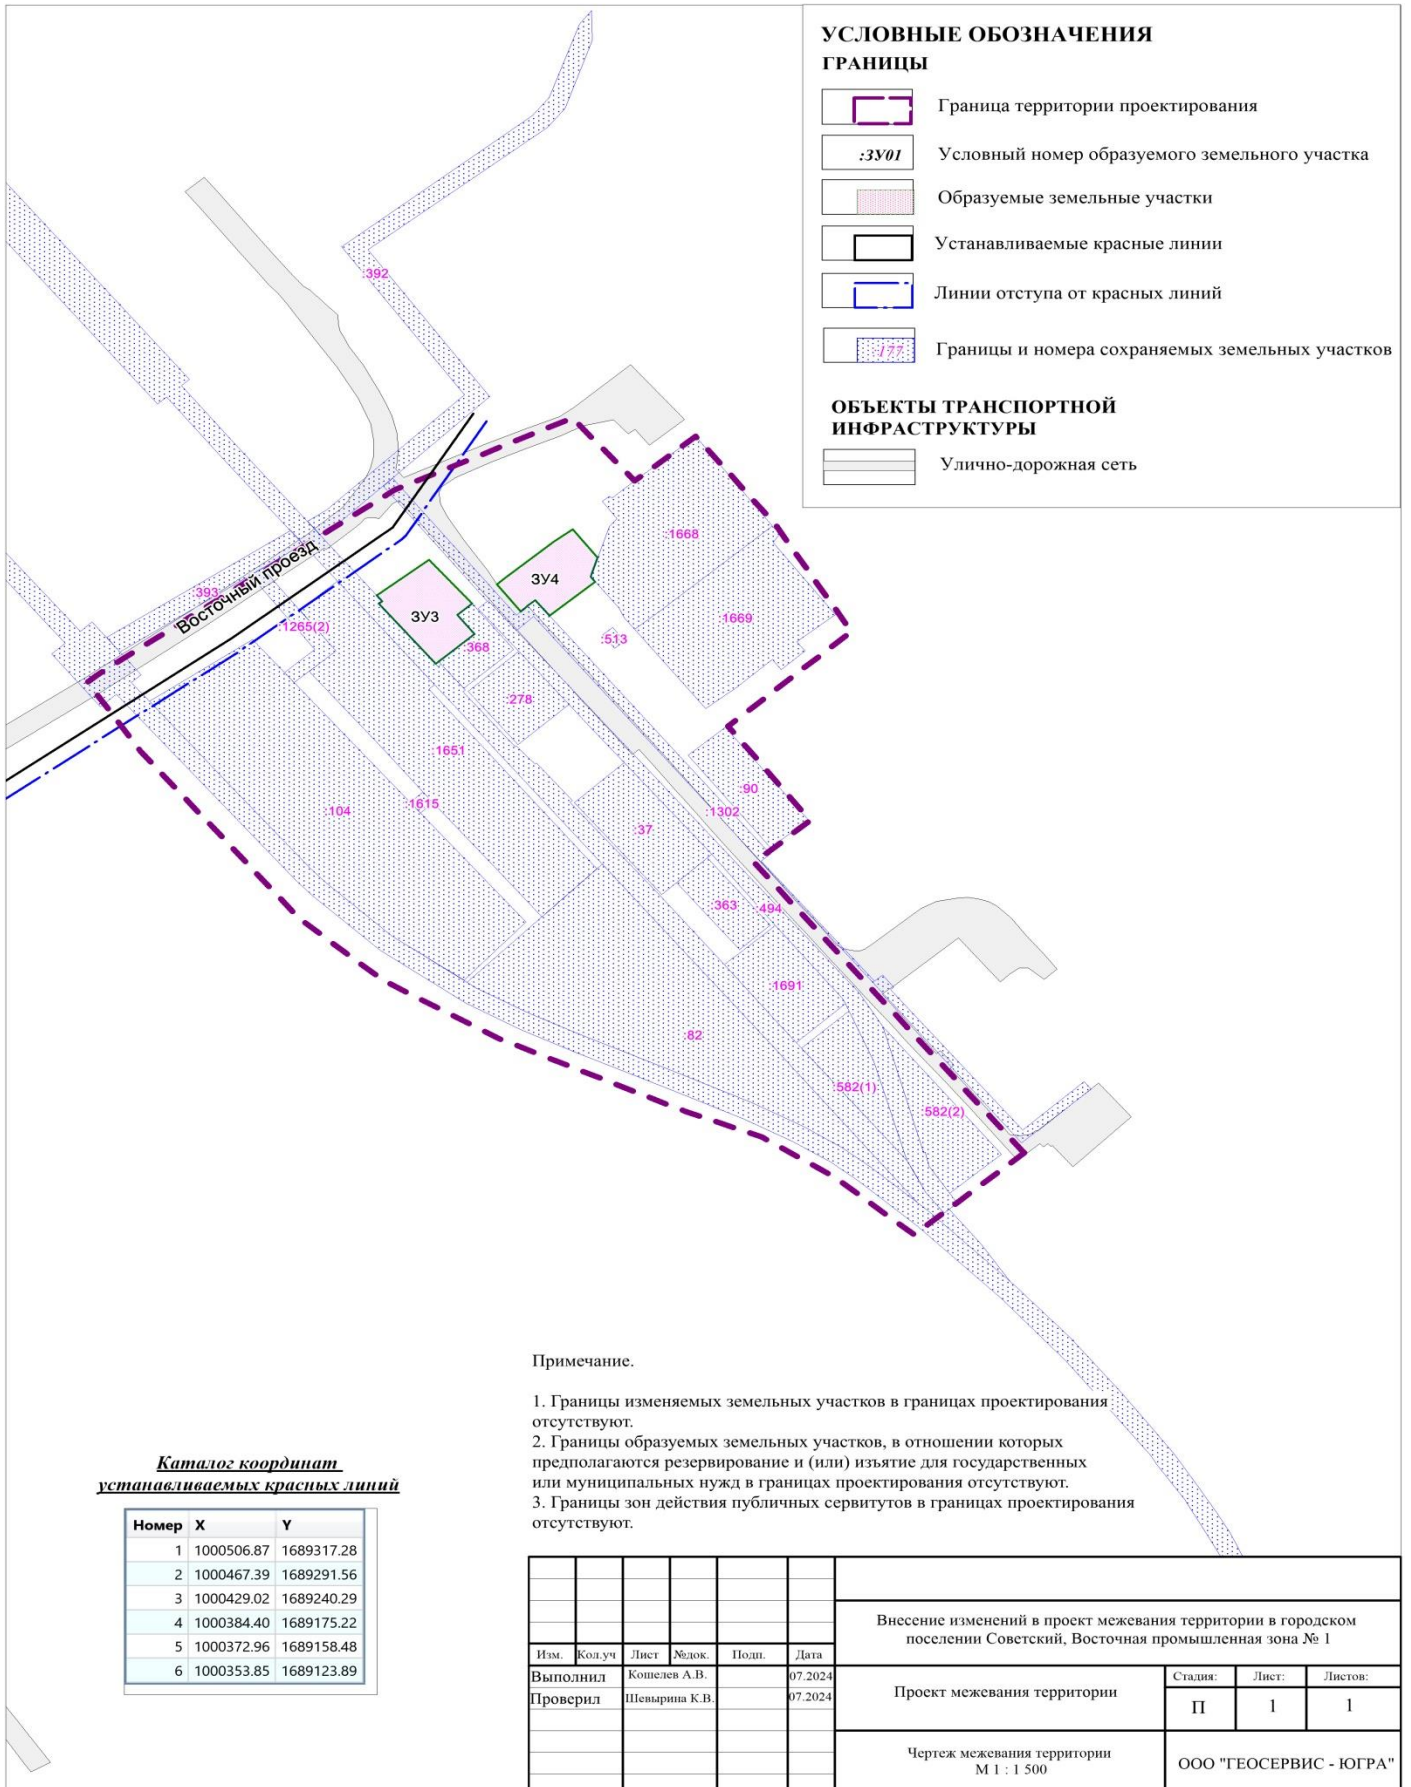 УСЛОВНЫЕ ОБОЗНАЧЕНИЯ
ГРАНИЦЫ
Граница территории проектирования
:ЗУ01
Условный номер образуемого земельного участка
Образуемые земельные участки
Устанавливаемые красные линии
Линии отступа от красных линий
:177
Границы и номера сохраняемых земельных участков
ОБЪЕКТЫ ТРАНСПОРТНОЙ
ИНФРАСТРУКТУРЫ
Улично-дорожная сеть
:392
:1668
ЗУ4
Восточный проезд
:393
ЗУ3
:1669
:1265(2)
:513
:368
:278
:1651
:90
:1615
:104
:1302
:37
:363
:494
:1691
:82
:582(1)
:582(2)
Примечание.
1. Границы изменяемых земельных участков в границах проектирования
отсутствуют.
2. Границы образуемых земельных участков, в отношении которых
предполагаются резервирование и (или) изъятие для государственных
или муниципальных нужд в границах проектирования отсутствуют.
3. Границы зон действия публичных сервитутов в границах проектирования
отсутствуют.
Каталог координат
устанавливаемых красных линий
Номер X Y
1 1000506.87 1689317.28
2 1000467.39 1689291.56
3 1000429.02 1689240.29
4 1000384.40 1689175.22
5 1000372.96 1689158.48
6 1000353.85 1689123.89
Внесение изменений в проект межевания территории в городском
поселении Советский, Восточная промышленная зона № 1
Изм. Кол.уч Лист №док. Подп. Дата
Выполнил Кошелев А.В. 07.2024
Проверил Шевырина К.В. 07.2024
Проект межевания территории
Стадия: Лист: Листов:
П 1 1
Чертеж межевания территории
М 1 : 1 500
ООО "ГЕОСЕРВИС - ЮГРА"